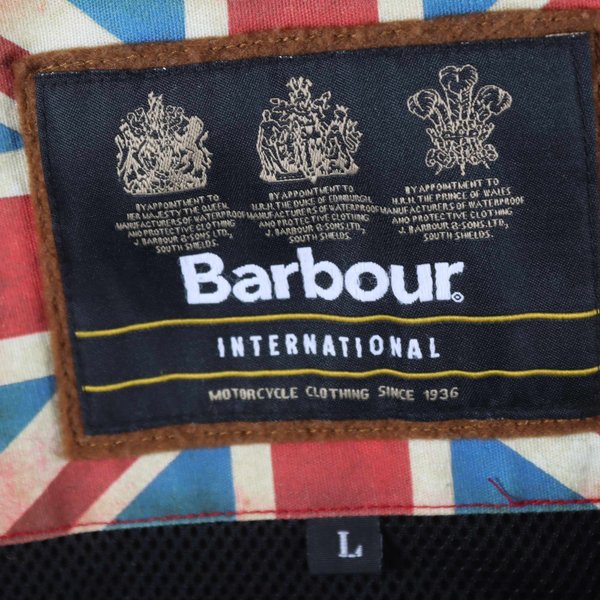 BY APPOINTMENT TO
HER MAJESTY THE QUEEN
MANUFACTURERS OF WATERPROOF
AND PROTECTIVE CLOTHING
J. BARBOUR & SONS LTD,
SOUTH SHIELDS.
BY APPOINTMENT TO
H.R.H. THE DUKE OF EDINBURGH
MANUFACTURERS OF WATERPROOF
AND PROTECTIVE CLOTHING
J. BARBOUR & SONS LTD,
SOUTH SHIELDS.
BY APPOINTMENT TO
H.R.H. THE PRINCE OF WALES
MANUFACTURERS OF WATERPROOF
AND PROTECTIVE CLOTHING
J. BARBOUR & SONS LTD,
SOUTH SHIELDS.
Barbour®
INTERNATIONAL
MOTORCYCLE CLOTHING SINCE 1936
L